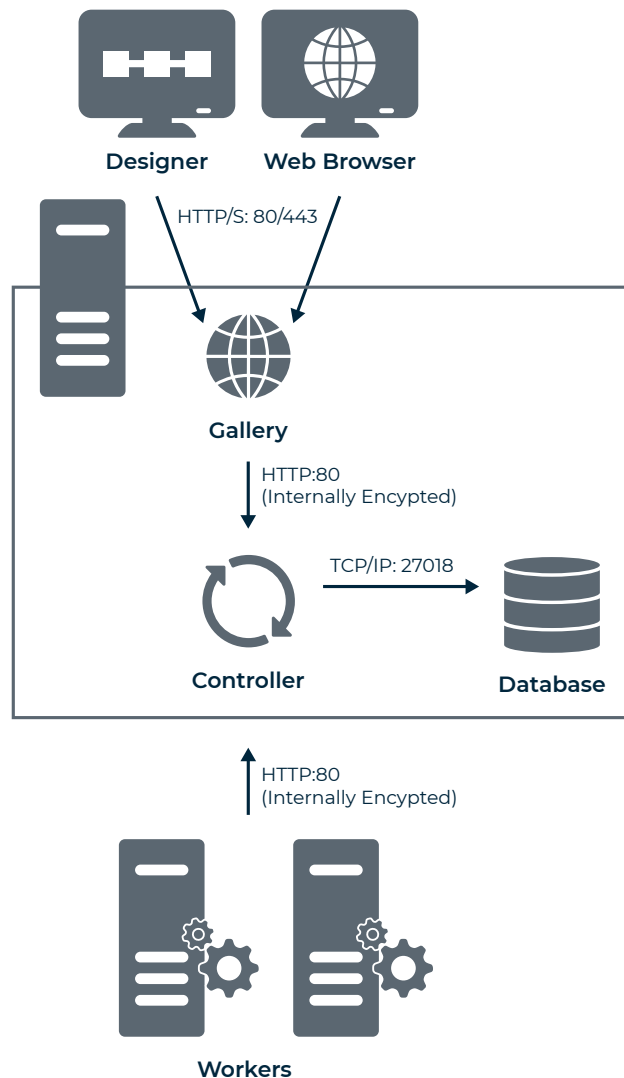 Designer
Web Browser
HTTP/S: 80/443
Gallery
HTTP:80
(Internally Encypted)
TCP/IP: 27018
Controller
Database
HTTP:80
(Internally Encypted)
Workers